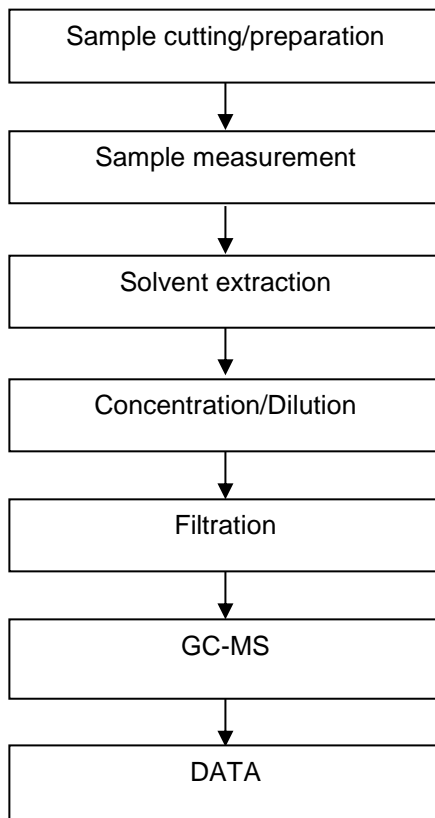 Sample cutting/preparation
Sample measurement
Solvent extraction
Concentration/Dilution
Filtration
GC-MS
DATA